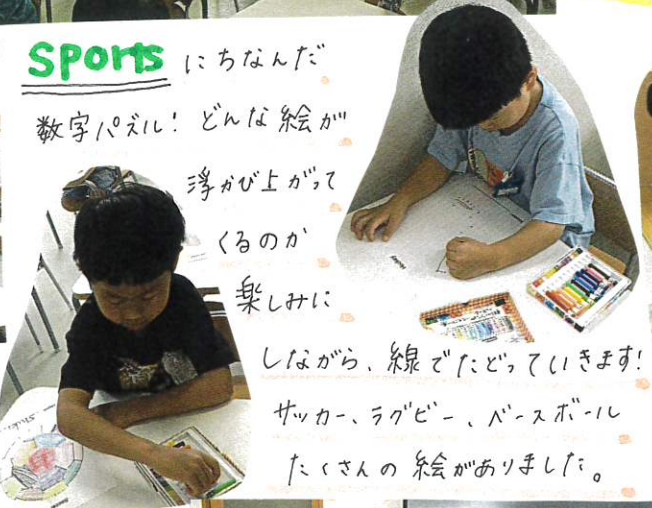 sports にちなんだ
数字パズル! どんな絵が
浮かび上がって
くるのか
楽しみに
しながら、線でたどっていきます!
サッカー、ラグビー、ベースボール
たくさんの絵がありました。